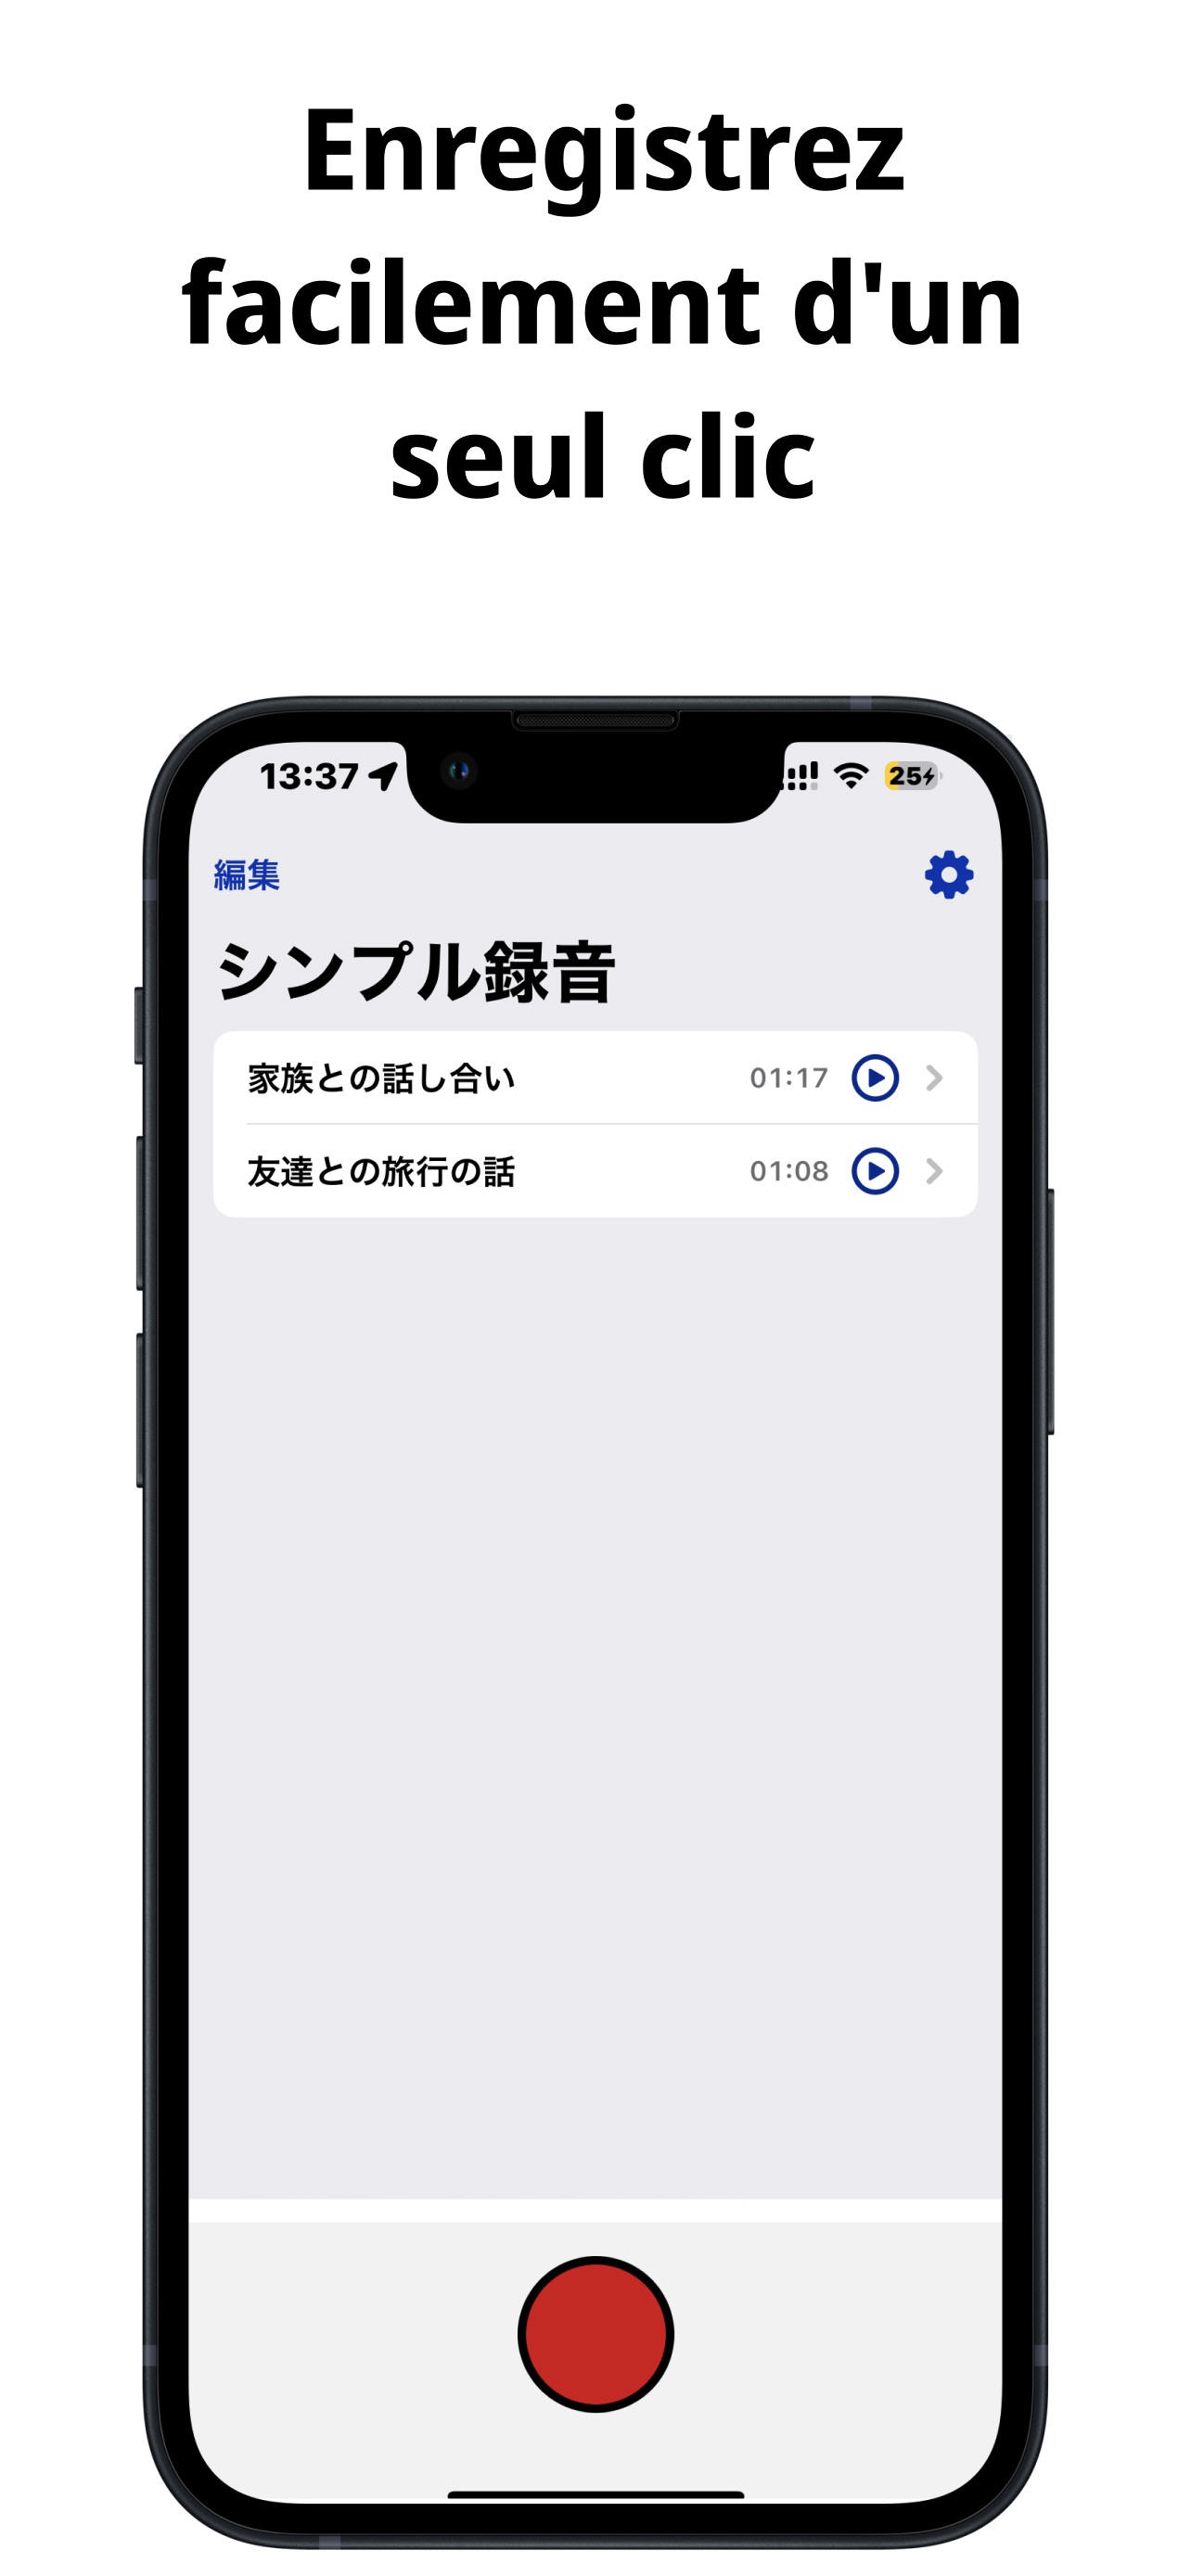 Enregistrez
facilement d'un
seul clic
13:37
25
編集
シンプル録音
家族との話し合い 01:17
友達との旅行の話 01:08